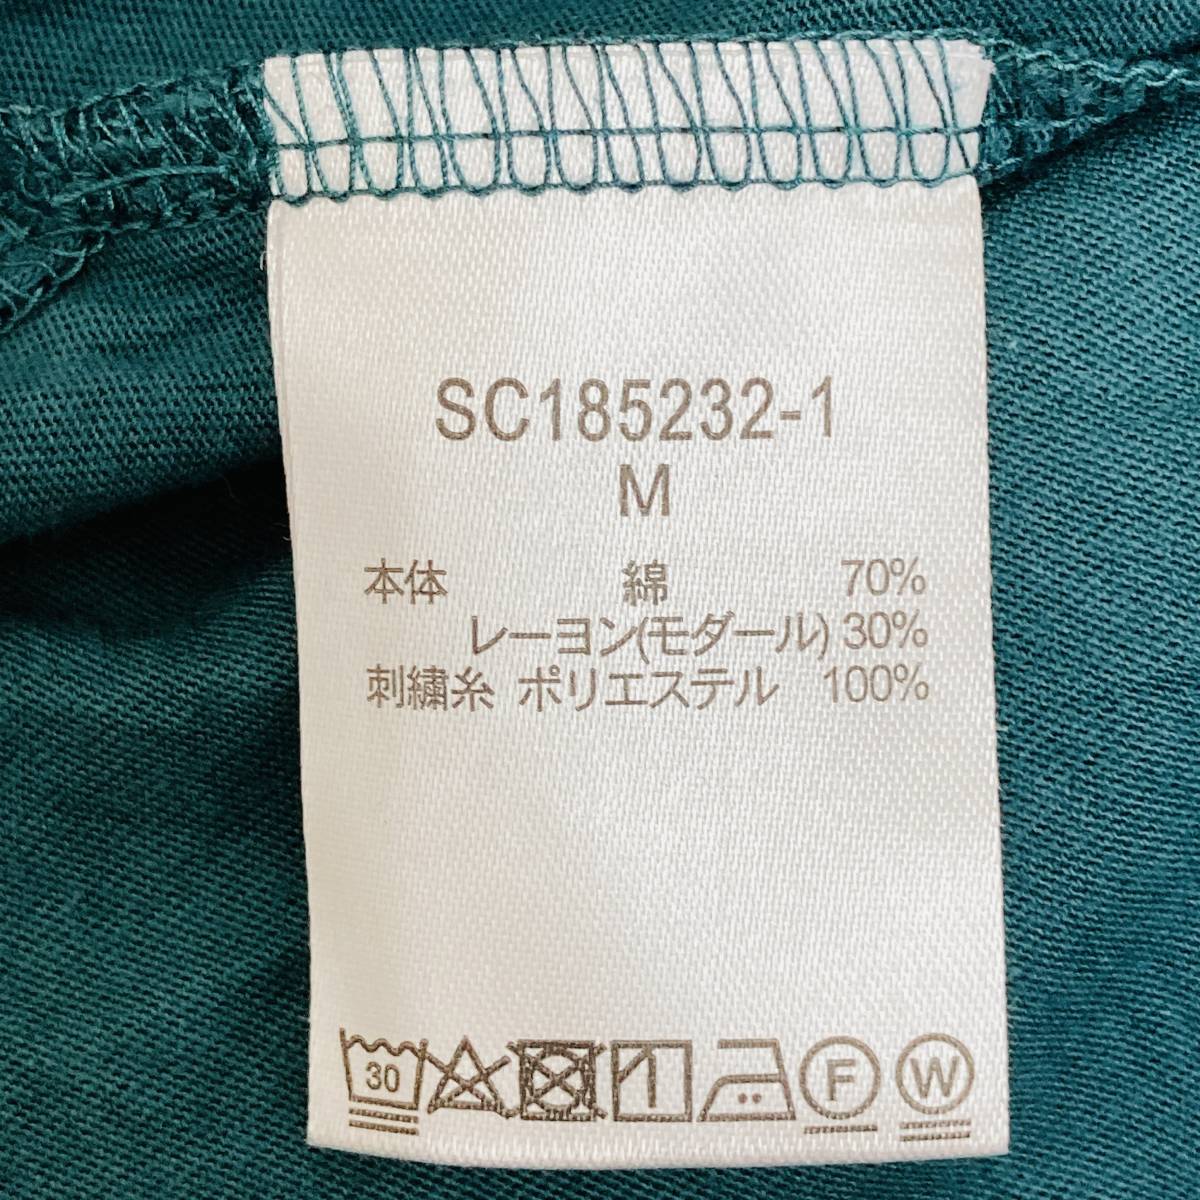 SC185232-1
M
本体 綿 70%
レーヨン(モダール) 30%
刺繍糸 ポリエステル 100%
30 F W